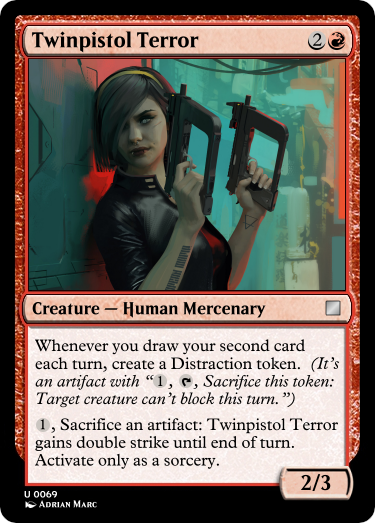 Twinpistol Terror 2
Creature — Human Mercenary
Whenever you draw your second card
each turn, create a Distraction token. (It's
an artifact with “1, , Sacrifice this token:
Target creature can't block this turn.”)
1, Sacrifice an artifact: Twinpistol Terror
gains double strike until end of turn.
Activate only as a sorcery.
2/3
U 0069
Adrian Marc